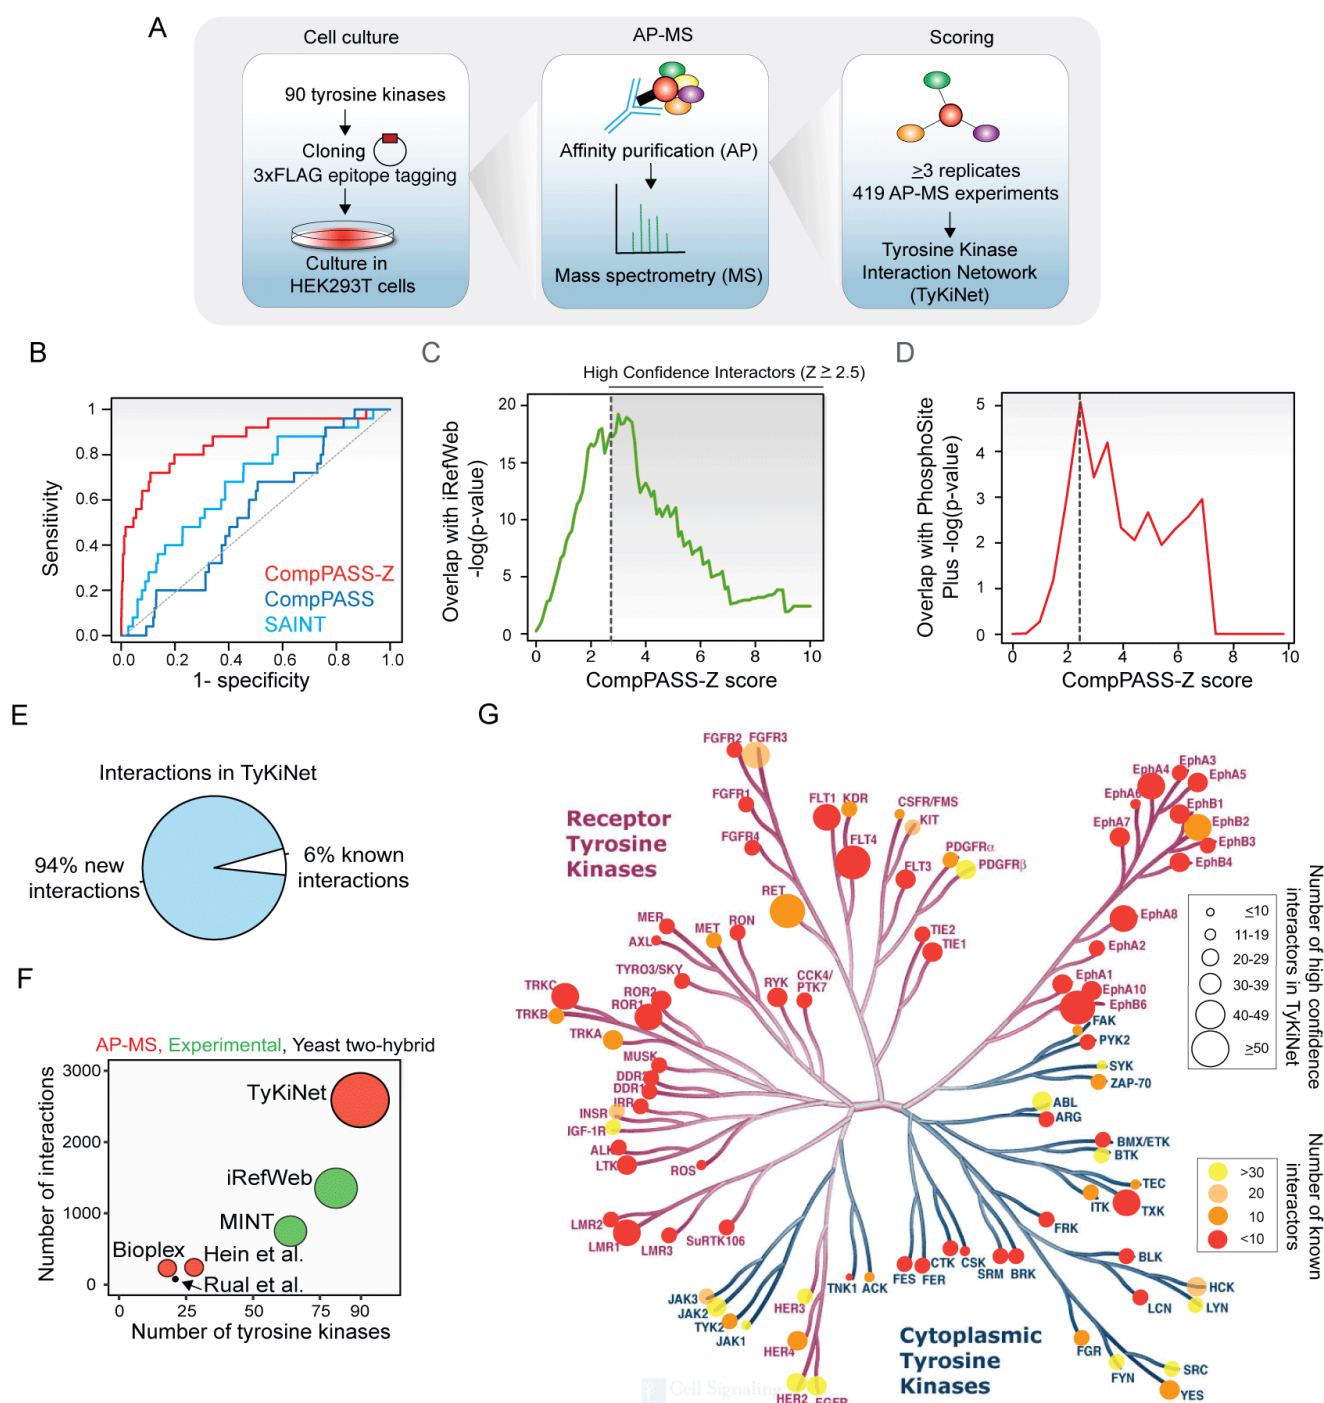 A
Cell culture
AP-MS
Scoring
90 tyrosine kinases
Cloning
3xFLAG epitope tagging
Culture in
HEK293T cells
Affinity purification (AP)
Mass spectrometry (MS)
≥3 replicates
419 AP-MS experiments
Tyrosine Kinase
Interaction Netowork
(TyKiNet)
B
Sensitivity
1
0.8
0.6
0.4
0.2
0.0
CompPASS-Z
CompPASS
SAINT
0.0 0.2 0.4 0.6 0.8 1.0
1- specificity
C
High Confidence Interactors (Z ≥ 2.5)
Overlap with iRefWeb
-log(p-value)
20
15
10
5
0
0 2 4 6 8 10
CompPASS-Z score
D
Overlap with PhosphoSite
Plus -log(p-value)
5
4
3
2
1
0
0 2 4 6 8 10
CompPASS-Z score
E
Interactions in TyKiNet
94% new
interactions
6% known
interactions
F
AP-MS, Experimental, Yeast two-hybrid
Number of interactions
3000
2000
1000
0
TyKiNet
iRefWeb
MINT
Bioplex
Hein et al.
Rual et al.
0 25 50 75 90
Number of tyrosine kinases
G
Receptor
Tyrosine
Kinases
FGFR2
FGFR3
FGFR1
FGFR4
FLT1
KDR
FLT4
CSFR/FMS
KIT
FLT3
PDGFRα
PDGFRβ
RET
MER
AXL
MET
RON
TYRO3/SKY
RYK
CCK4/
PTK7
TIE2
TIE1
TRKC
TRKB
TRKA
ROR2
ROR1
MUSK
DDR2
DDR1
IRR
INSR
IGF-1R
ALK
LTK
ROS
LMR2
LMR1
LMR3
SuRTK106
EphA4
EphA3
EphA5
EphA6
EphB1
EphB2
EphA7
EphB3
EphB4
EphA8
EphA2
EphA1
EphA10
EphB6
FAK
PYK2
SYK
ZAP-70
ABL
ARG
BMX/ETK
BTK
TEC
ITK
TXK
FRK
BLK
HCK
LCN
LYN
FGR
FYN
SRC
YES
FES
FER
CTK
CSK
SRM
BRK
TNK1
ACK
JAK3
JAK2
TYK2
JAK1
HER3
HER4
HER2
EGFR
Cytoplasmic
Tyrosine
Kinases
Cell Signaling
Number of high confidence
interactors in TyKiNet
≤10
11-19
20-29
30-39
40-49
≥50
Number of known
interactors
>30
20
10
<10